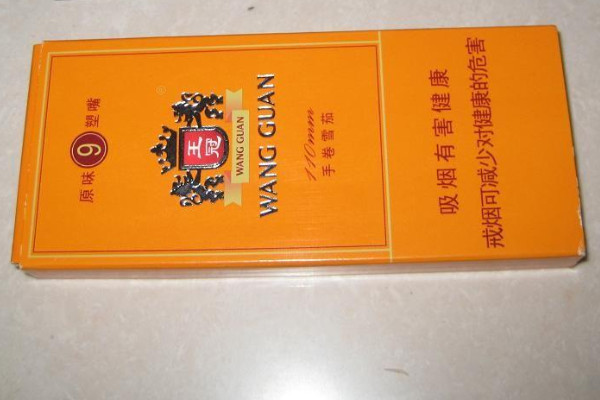 原味 9 塑嘴
王冠
WANG GUAN
WANG GUAN
110mm
手卷雪茄
吸烟有害健康
戒烟可减少对健康的危害